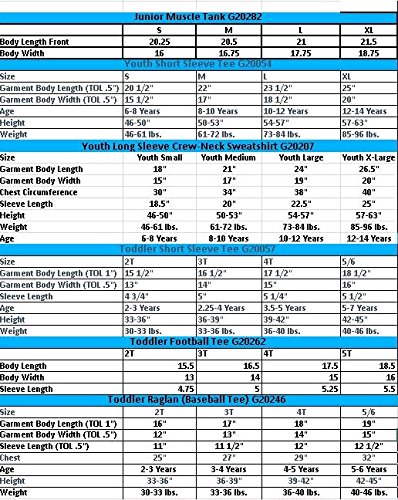 Junior Muscle Tank G20282
S M L XL
Body Length Front 20.25 20.5 21 21.5
Body Width 16 16.75 17.75 18.75
Youth Short Sleeve Tee G20054
Size S M L XL
Garment Body Length (TOL .5") 20 1/2" 22" 23 1/2" 25"
Garment Body Width (TOL .5") 15 1/2" 17" 18 1/2" 20"
Age 6-8 Years 8-10 Years 10-12 Years 12-14 Years
Height 46-50" 50-53" 54-57" 57-63"
Weight 46-61 lbs. 61-72 lbs. 73-84 lbs. 85-96 lbs.
Youth Long Sleeve Crew-Neck Sweatshirt G20207
Size Youth Small Youth Medium Youth Large Youth X-Large
Garment Body Length 18" 21" 24" 26.5"
Garment Body Width 15" 17" 19" 20"
Chest Circumference 30" 34" 38" 40"
Sleeve Length 18.5" 20" 22.5" 25"
Height 46-50" 50-53" 54-57" 57-63"
Weight 46-61 lbs. 61-72 lbs. 73-84 lbs. 85-96 lbs.
Age 6-8 Years 8-10 Years 10-12 Years 12-14 Years
Toddler Short Sleeve Tee G20057
Size 2T 3T 4T 5/6
Garment Body Length (TOL 1") 15 1/2" 16 1/2" 17 1/2" 18 1/2"
Garment Body Width (TOL .5") 13" 14" 15" 16"
Sleeve Length 4 3/4" 5" 5 1/4" 5 1/2"
Age 2-3 Years 2.25-4 Years 3.5-5 Years 5-7 Years
Height 33-36" 36-39" 39-42" 42-45"
Weight 30-33 lbs. 33-36 lbs. 36-40 lbs. 40-46 lbs.
Toddler Football Tee G20262
2T 3T 4T 5T
Body Length 15.5 16.5 17.5 18.5
Body Width 13 14 15 16
Sleeve Length 4.75 5 5.25 5.5
Toddler Raglan (Baseball Tee) G20246
Size 2T 3T 4T 5/6
Garment Body Length (TOL 1") 16" 17" 18" 19"
Garment Body Width (TOL .5") 12" 13" 14" 15"
Sleeve Length (TOL .5") 11" 11 1/2" 12" 12 1/2"
Chest 25" 27" 29" 32"
Age 2-3 Years 3-4 Years 4-5 Years 5-6 Years
Height 33-36" 36-39" 39-42" 42-45"
Weight 30-33 lbs. 33-36 lbs. 36-40 lbs. 40-46 lbs.